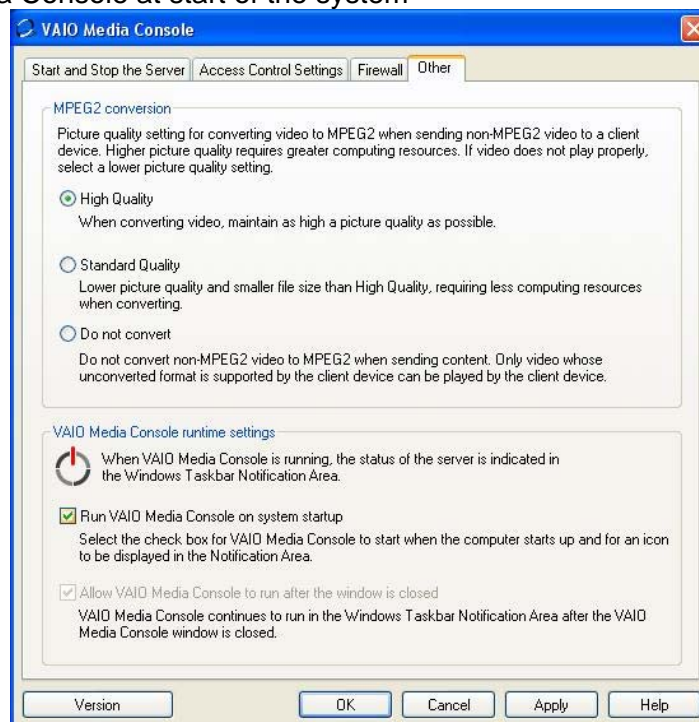 a Console at start of the system
VAIO Media Console
Start and Stop the Server Access Control Settings Firewall Other
MPEG2 conversion
Picture quality setting for converting video to MPEG2 when sending non-MPEG2 video to a client
device. Higher picture quality requires greater computing resources. If video does not play properly,
select a lower picture quality setting.
High Quality
When converting video, maintain as high a picture quality as possible.
Standard Quality
Lower picture quality and smaller file size than High Quality, requiring less computing resources
when converting.
Do not convert
Do not convert non-MPEG2 video to MPEG2 when sending content. Only video whose
unconverted format is supported by the client device can be played by the client device.
VAIO Media Console runtime settings
When VAIO Media Console is running, the status of the server is indicated in
the Windows Taskbar Notification Area.
Run VAIO Media Console on system startup
Select the check box for VAIO Media Console to start when the computer starts up and for an icon
to be displayed in the Notification Area.
Allow VAIO Media Console to run after the window is closed
VAIO Media Console continues to run in the Windows Taskbar Notification Area after the VAIO
Media Console window is closed.
Version OK Cancel Apply Help